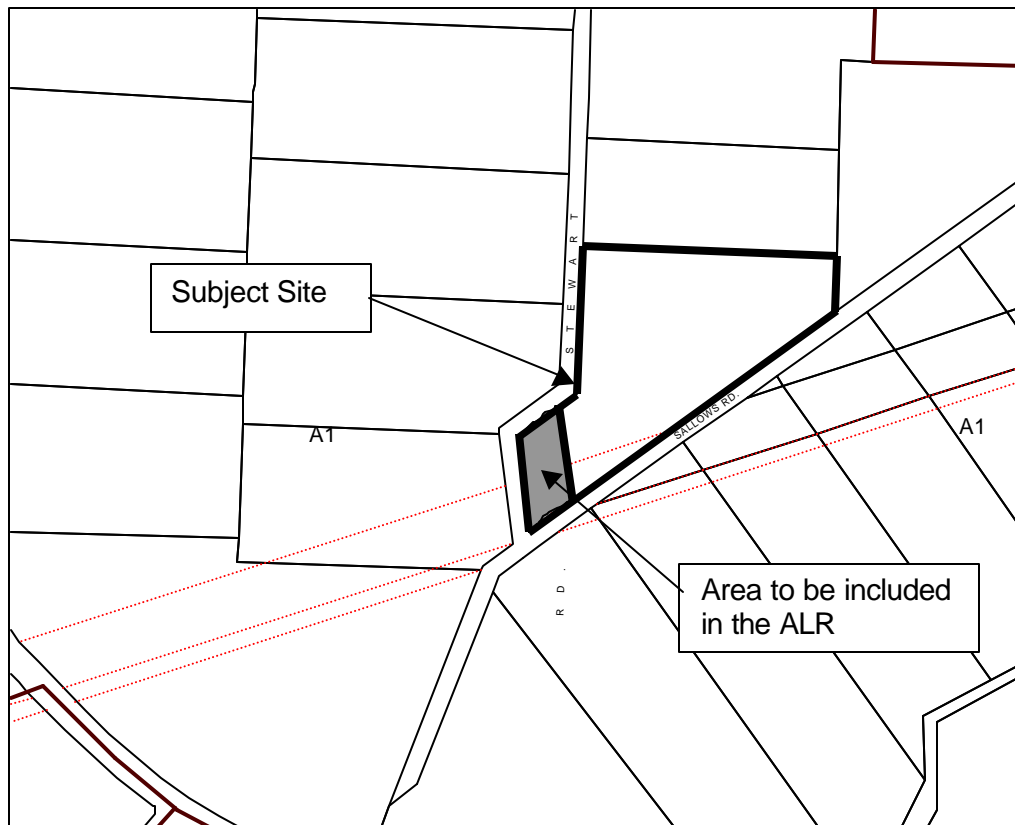 STEWART
Subject Site
SALLOWS RD.
A1
A1
RD.
Area to be included
in the ALR